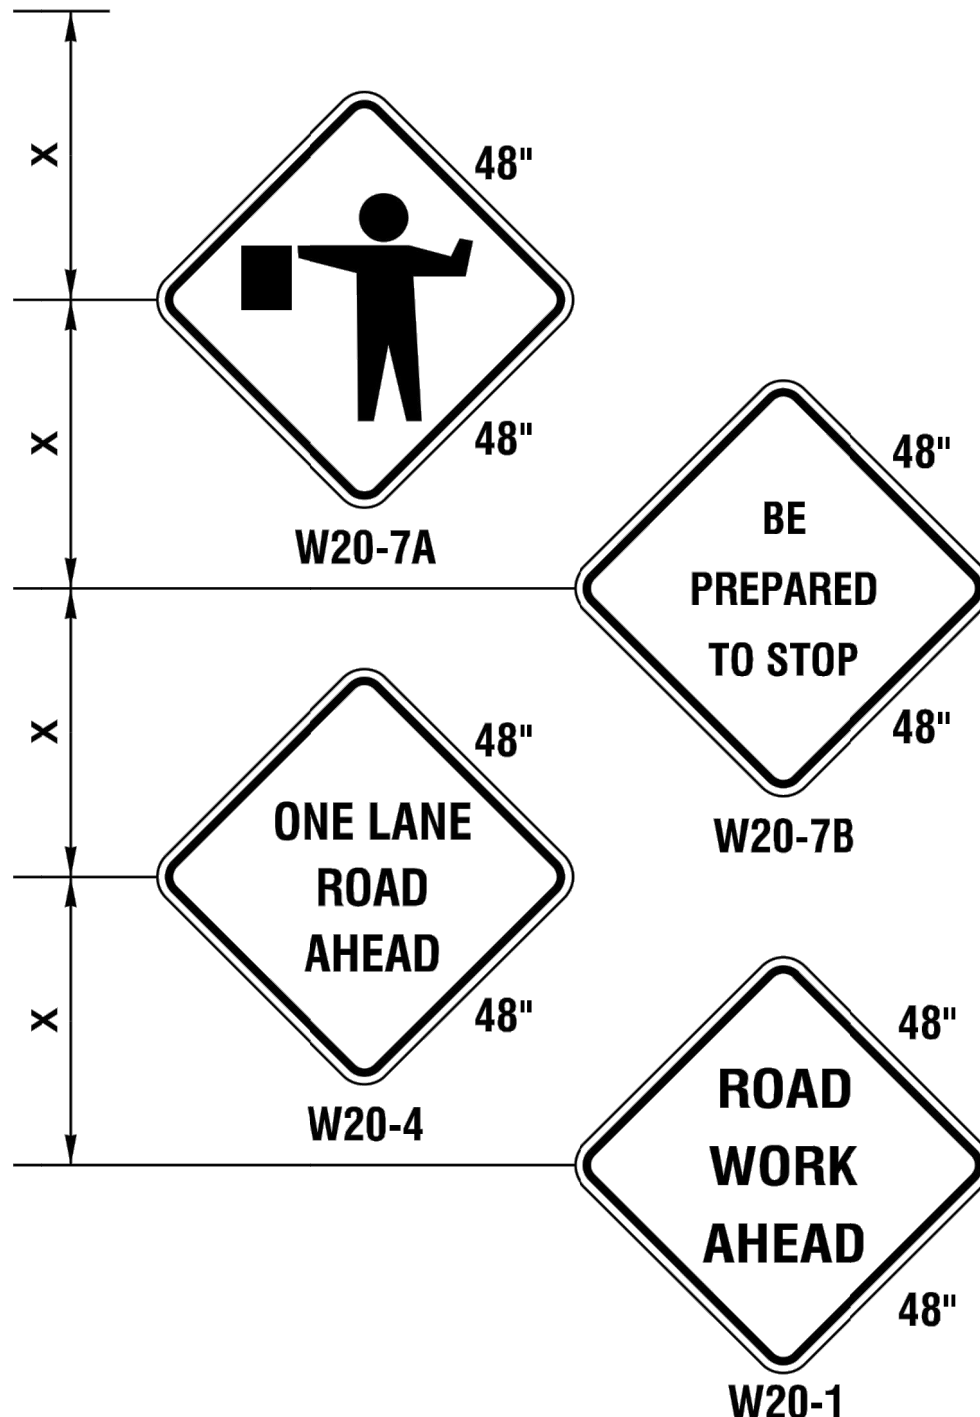 X
48"
X
48"
W20-7A
48"
BE
PREPARED
TO STOP
48"
W20-7B
X
48"
ONE LANE
ROAD
AHEAD
48"
W20-4
X
48"
ROAD
WORK
AHEAD
48"
W20-1